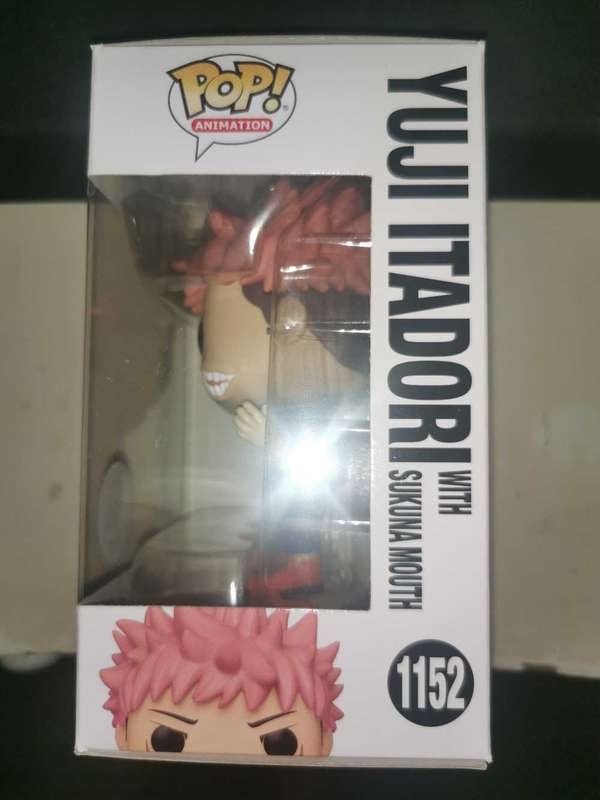 POP!
ANIMATION
YUJI ITADORI WITH
SUKUNA MOUTH
1152